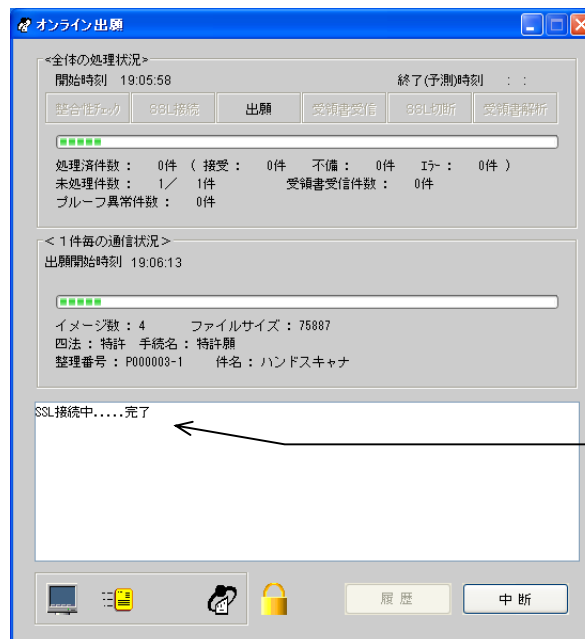 オンライン出願
<全体の処理状況>
開始時刻 19:05:58 終了(予測)時刻 : :
整合性ﾁｪｯｸ SSL接続 出願 受領書受信 SSL切断 受領書解析
処理済件数： 0件 ( 接受： 0件 不備： 0件 ｴﾗｰ： 0件 )
未処理件数： 1／ 1件 受領書受信件数： 0件
プルーフ異常件数： 0件
<１件毎の通信状況>
出願開始時刻 19:06:13
イメージ数：4 ファイルサイズ：75887
四法：特許 手続名：特許願
整理番号：P000003-1 件名：ハンドスキャナ
SSL接続中.....完了
履 歴 中 断